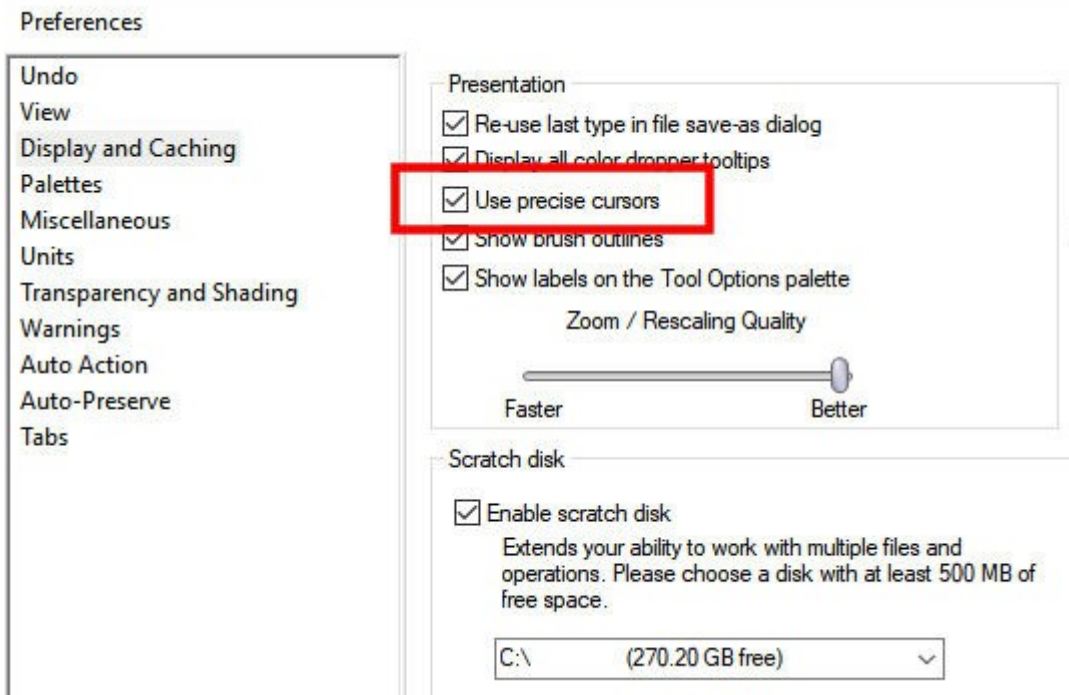 Preferences
Undo
View
Display and Caching
Palettes
Miscellaneous
Units
Transparency and Shading
Warnings
Auto Action
Auto-Preserve
Tabs
Presentation
Re-use last type in file save-as dialog
Display all color dropper tooltips
Use precise cursors
Show brush outlines
Show labels on the Tool Options palette
Zoom / Rescaling Quality
Faster Better
Scratch disk
Enable scratch disk
Extends your ability to work with multiple files and
operations. Please choose a disk with at least 500 MB of
free space.
C:\ (270.20 GB free)